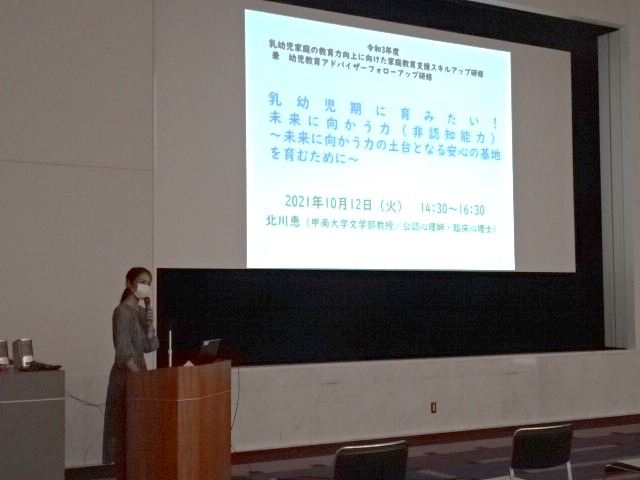 令和3年度
乳幼児家庭の教育力向上に向けた家庭教育支援スキルアップ研修
兼　幼児教育アドバイザーフォローアップ研修
乳幼児期に育みたい！
未来に向かう力（非認知能力）
～未来に向かう力の土台となる安心の基地
を育むために～
2021年10月12日（火）　14:30～16:30
北川恵（甲南大学文学部教授／公認心理師・臨床心理士）